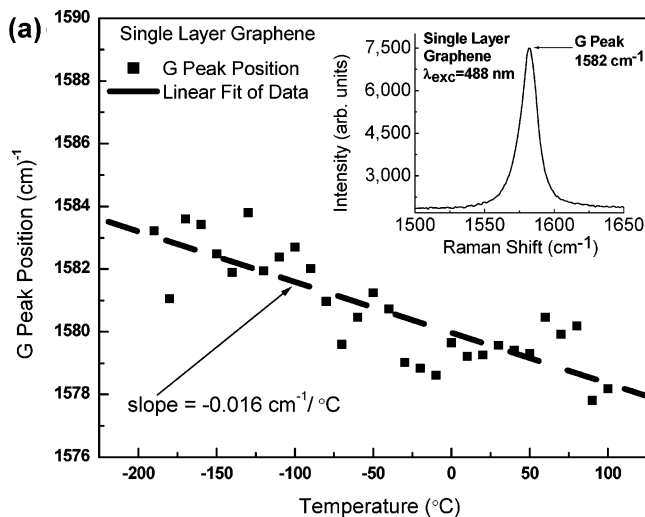 (a)
Single Layer Graphene
G Peak Position
Linear Fit of Data
slope = -0.016 cm⁻¹/ °C
G Peak Position (cm)⁻¹
1590
1588
1586
1584
1582
1580
1578
1576
-200
-150
-100
-50
0
50
100
Temperature (°C)
Single Layer
Graphene
λexc=488 nm
G Peak
1582 cm⁻¹
Intensity (arb. units)
7,500
6,000
4,500
3,000
1500
1550
1600
1650
Raman Shift (cm⁻¹)